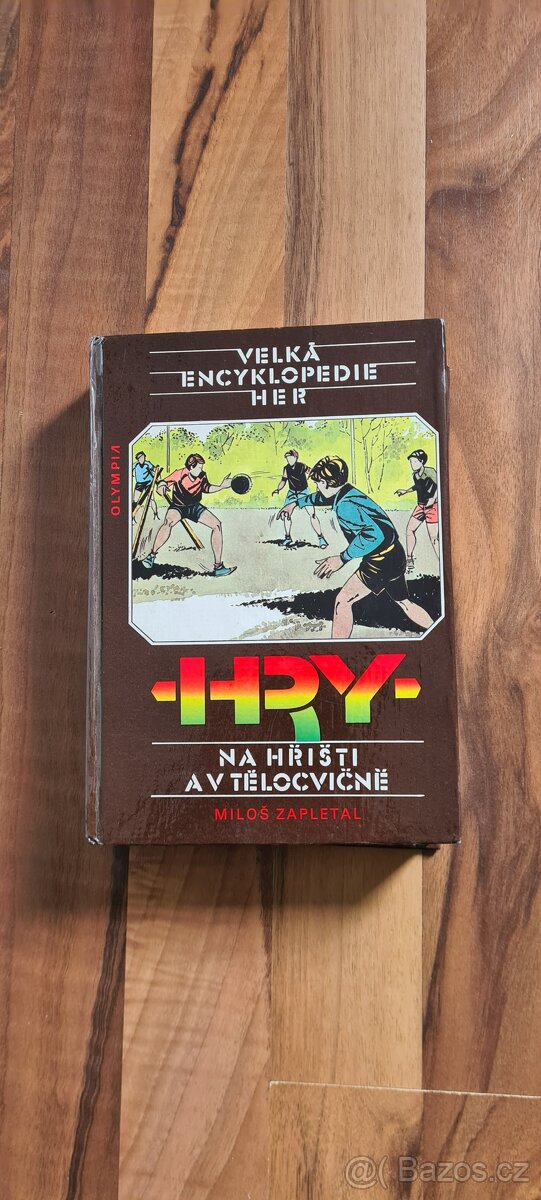 VELKÁ
ENCYKLOPEDIE
HER
OLYMPIA
HRY
NA HŘIŠTI
A V TĚLOCVIČNĚ
MILOŠ ZAPLETAL
@( Bazos.cz